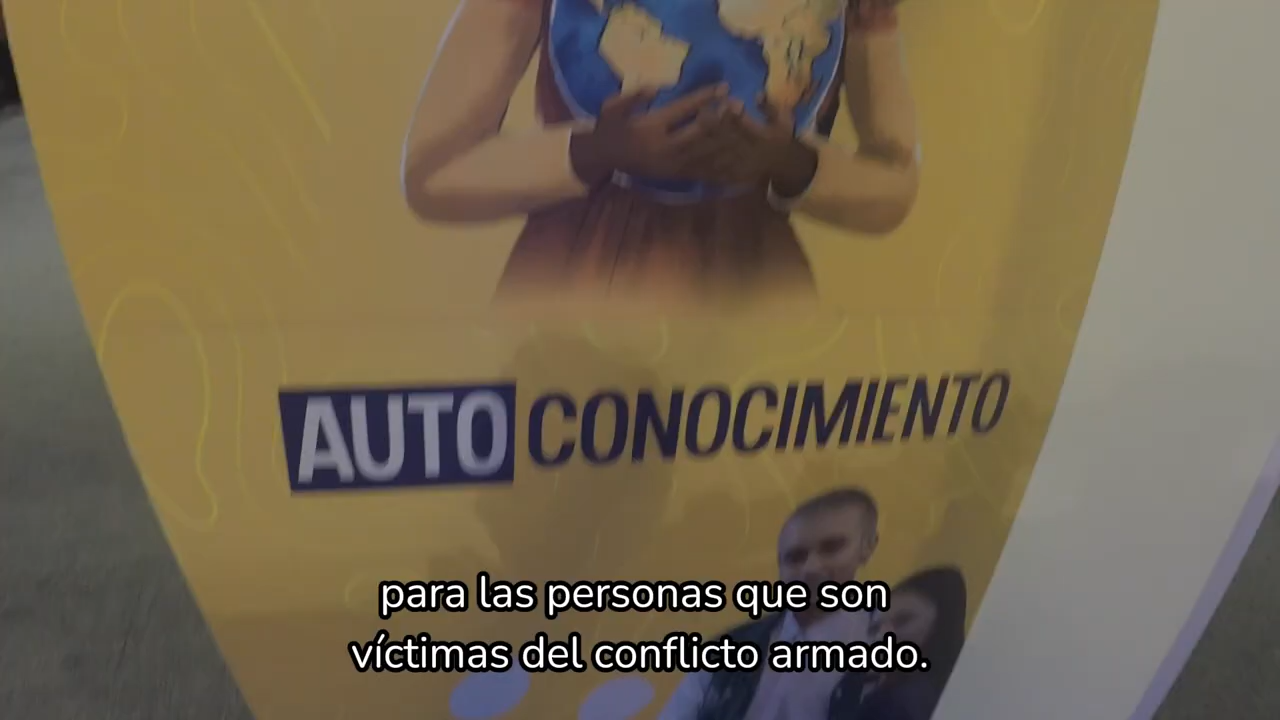 AUTOCONOCIMIENTO
para las personas que son
víctimas del conflicto armado.